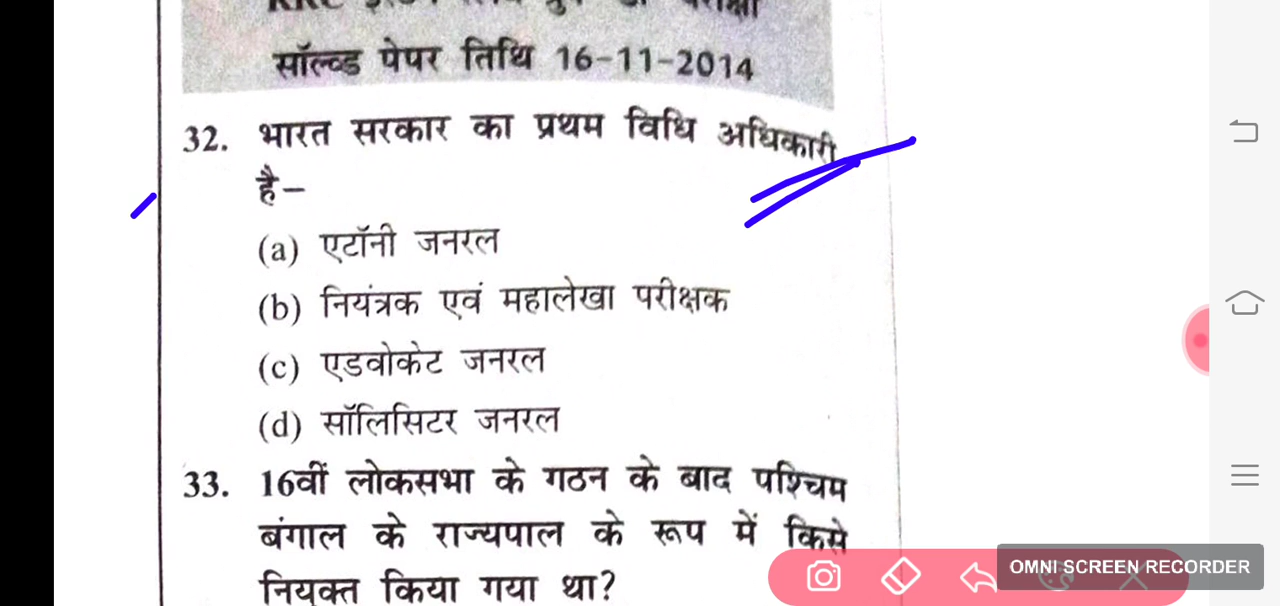 सॉल्व्ड पेपर तिथि 16-11-2014
32. भारत सरकार का प्रथम विधि अधिकारी
है–
(a) एटॉनी जनरल
(b) नियंत्रक एवं महालेखा परीक्षक
(c) एडवोकेट जनरल
(d) सॉलिसिटर जनरल
33. 16वीं लोकसभा के गठन के बाद पश्चिम
बंगाल के राज्यपाल के रूप में किसे
नियुक्त किया गया था?
OMNI SCREEN RECORDER